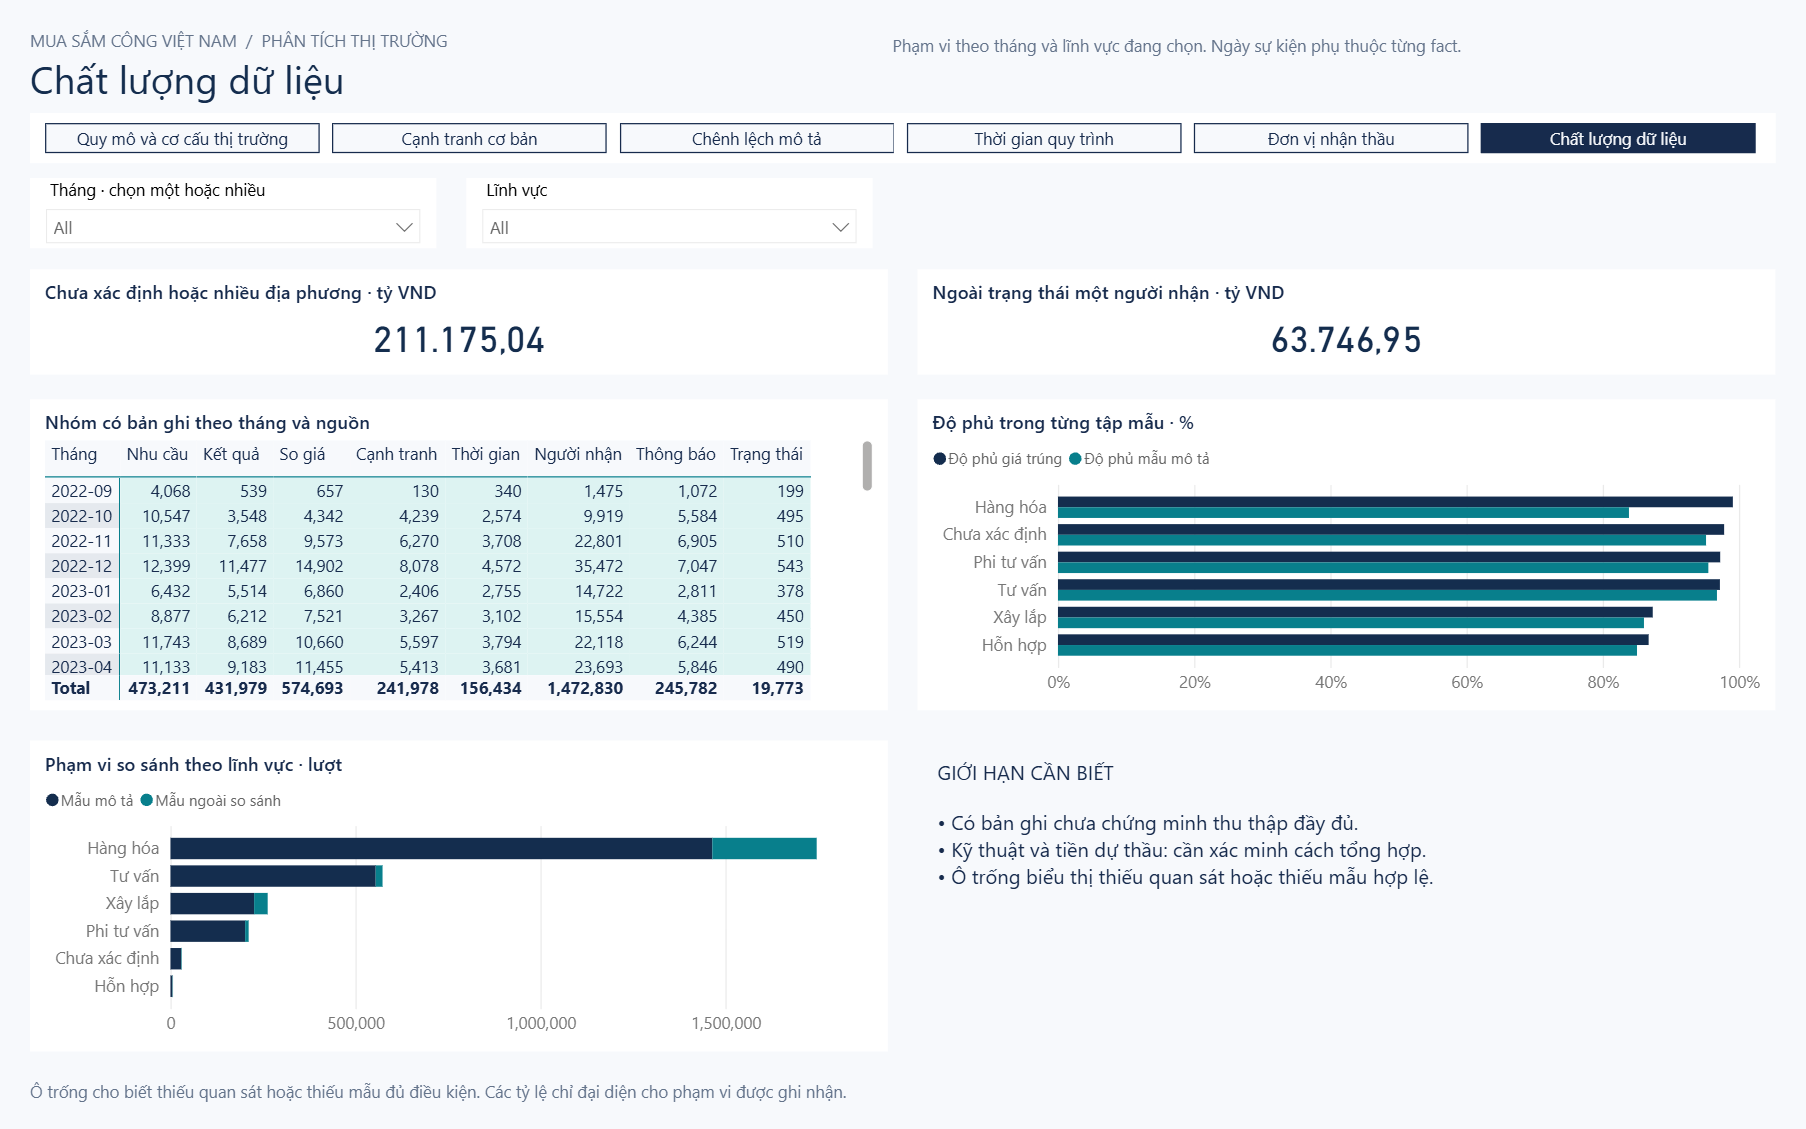 MUA SẮM CÔNG VIỆT NAM / PHÂN TÍCH THỊ TRƯỜNG
Phạm vi theo tháng và lĩnh vực đang chọn. Ngày sự kiện phụ thuộc từng fact.
Chất lượng dữ liệu
Quy mô và cơ cấu thị trường
Cạnh tranh cơ bản
Chênh lệch mô tả
Thời gian quy trình
Đơn vị nhận thầu
Chất lượng dữ liệu
Tháng · chọn một hoặc nhiều
All
Lĩnh vực
All
Chưa xác định hoặc nhiều địa phương · tỷ VND
211.175,04
Ngoài trạng thái một người nhận · tỷ VND
63.746,95
Nhóm có bản ghi theo tháng và nguồn
Tháng Nhu cầu Kết quả So giá Cạnh tranh Thời gian Người nhận Thông báo Trạng thái
2022-09 4,068 539 657 130 340 1,475 1,072 199
2022-10 10,547 3,548 4,342 4,239 2,574 9,919 5,584 495
2022-11 11,333 7,658 9,573 6,270 3,708 22,801 6,905 510
2022-12 12,399 11,477 14,902 8,078 4,572 35,472 7,047 543
2023-01 6,432 5,514 6,860 2,406 2,755 14,722 2,811 378
2023-02 8,877 6,212 7,521 3,267 3,102 15,554 4,385 450
2023-03 11,743 8,689 10,660 5,597 3,794 22,118 6,244 519
2023-04 11,133 9,183 11,455 5,413 3,681 23,693 5,846 490
Total 473,211 431,979 574,693 241,978 156,434 1,472,830 245,782 19,773
Độ phủ trong từng tập mẫu · %
Độ phủ giá trúng Độ phủ mẫu mô tả
Hàng hóa
Chưa xác định
Phi tư vấn
Tư vấn
Xây lắp
Hỗn hợp
0% 20% 40% 60% 80% 100%
Phạm vi so sánh theo lĩnh vực · lượt
Mẫu mô tả Mẫu ngoài so sánh
Hàng hóa
Tư vấn
Xây lắp
Phi tư vấn
Chưa xác định
Hỗn hợp
0 500,000 1,000,000 1,500,000
GIỚI HẠN CẦN BIẾT
• Có bản ghi chưa chứng minh thu thập đầy đủ.
• Kỹ thuật và tiền dự thầu: cần xác minh cách tổng hợp.
• Ô trống biểu thị thiếu quan sát hoặc thiếu mẫu hợp lệ.
Ô trống cho biết thiếu quan sát hoặc thiếu mẫu đủ điều kiện. Các tỷ lệ chỉ đại diện cho phạm vi được ghi nhận.